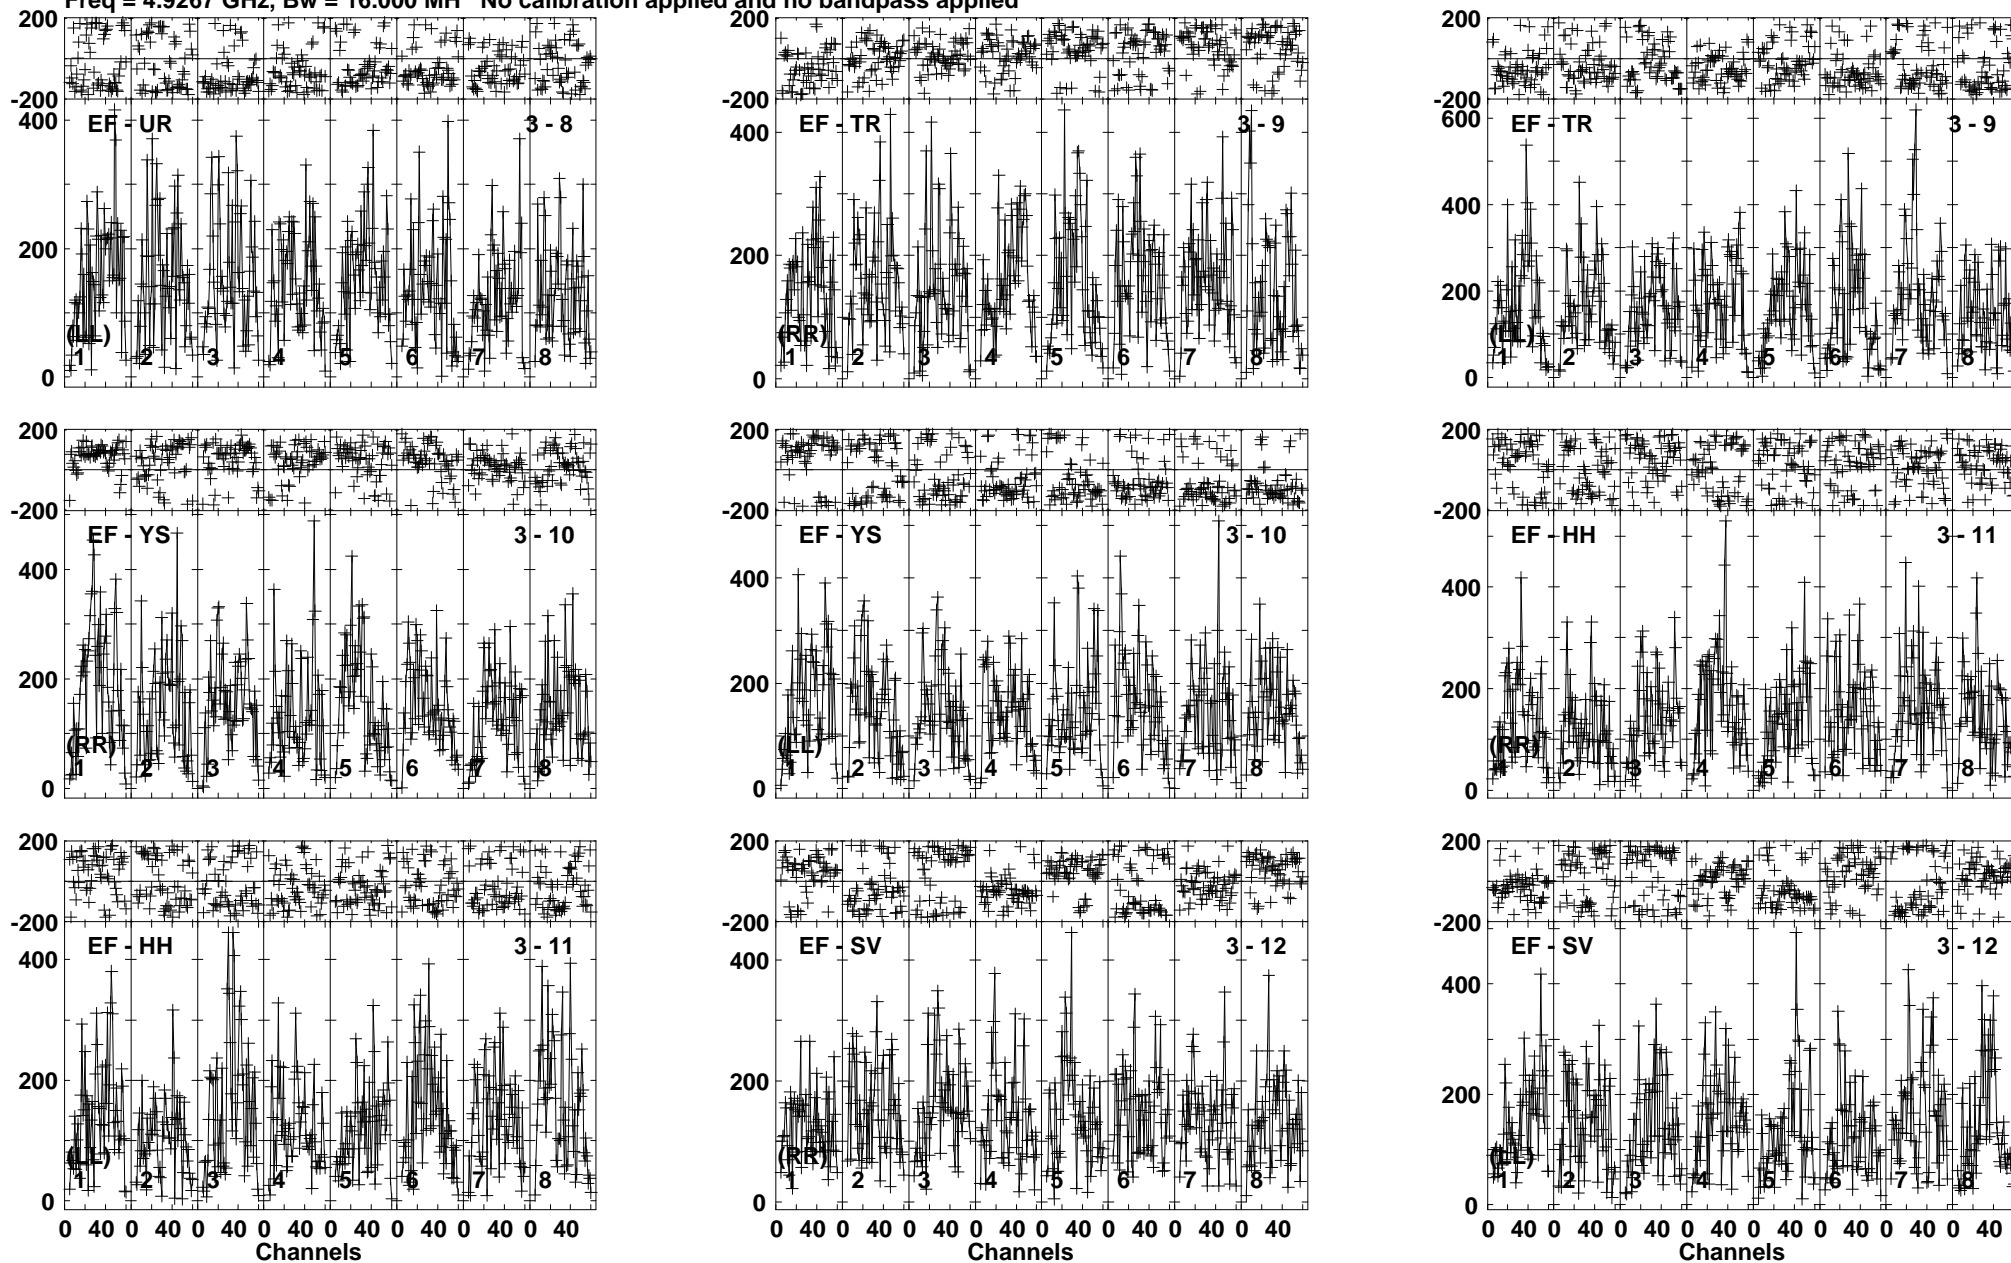 Freq = 4.9267 GHz, Bw = 16.000 MH No calibration applied and no bandpass applied
200 200 200
-200 -200 -200
400 EF - UR 3 - 8 400 EF - TR 3 - 9 600 EF - TR 3 - 9
400
200 200 200
(LL) (RR) (LL)
1 2 3 4 5 6 7 8 1 2 3 4 5 6 7 8 1 2 3 4 5 6 7 8
0 0 0
200 200 200
-200 -200 -200
EF - YS 3 - 10 EF - YS 3 - 10 EF - HH 3 - 11
400 400 400
200 200 200
(RR) (LL) (RR)
1 2 3 4 5 6 7 8 1 2 3 4 5 6 7 8 1 2 3 4 5 6 7 8
0 0 0
200 200 200
-200 -200 -200
EF - HH 3 - 11 EF - SV 3 - 12 EF - SV 3 - 12
400 400 400
200 200 200
(LL) (RR) (LL)
1 2 3 4 5 6 7 8 1 2 3 4 5 6 7 8 1 2 3 4 5 6 7 8
0 0 0
0 40 0 40 0 40 0 40 0 40 0 40 0 40 0 40 0 40 0 40 0 40 0 40 0 40 0 40 0 40 0 40 0 40 0 40 0 40 0 40 0 40 0 40 0 40 0 40
Channels Channels Channels